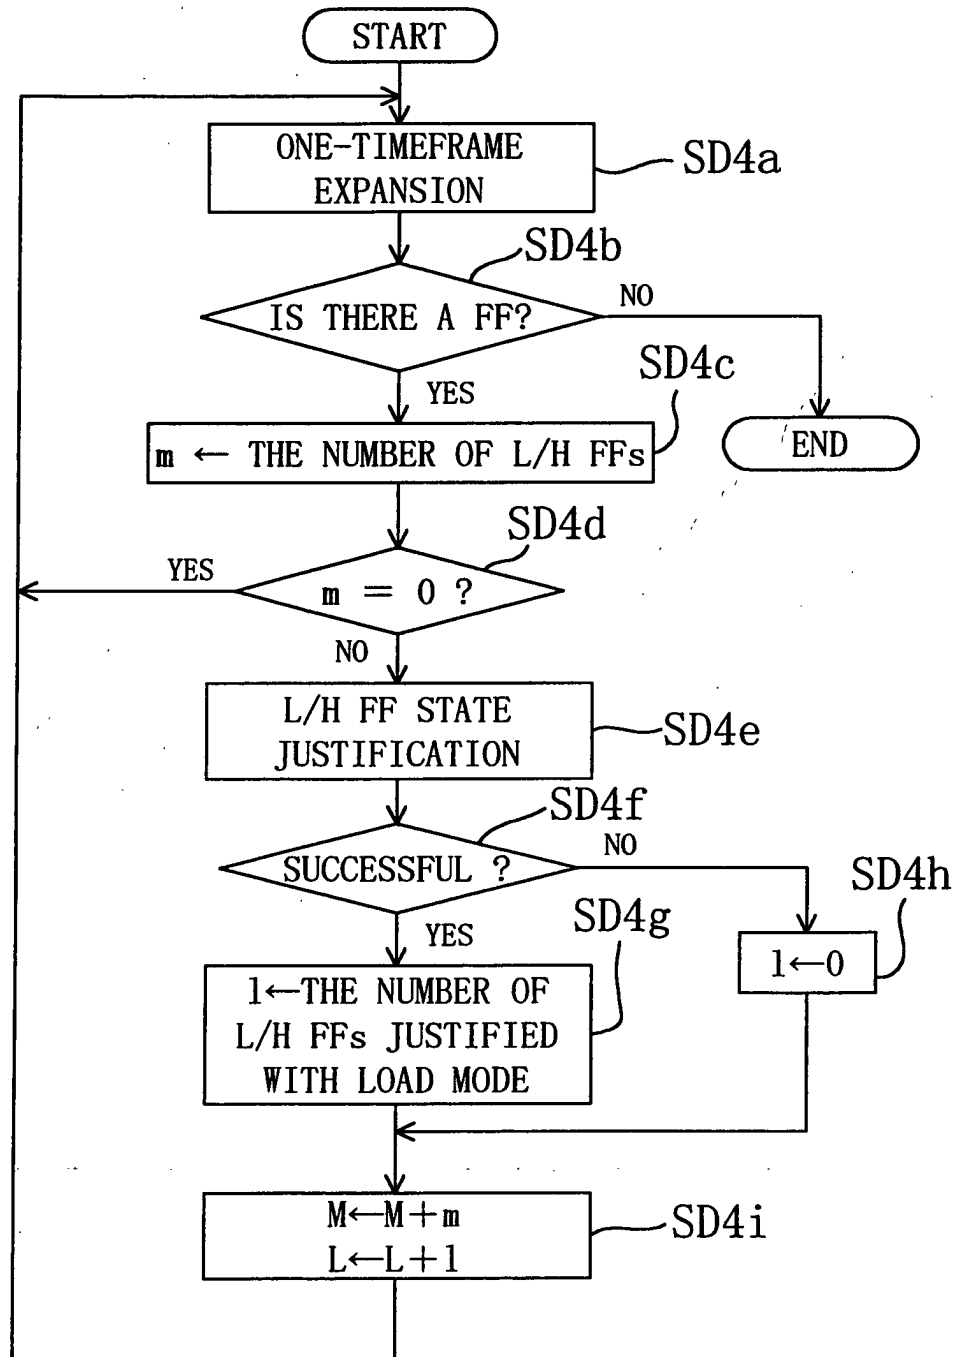 START
ONE-TIMEFRAME
EXPANSION
SD4a
SD4b
IS THERE A FF?
NO
YES
SD4c
m ← THE NUMBER OF L/H FFs
END
SD4d
YES
m = 0 ?
NO
L/H FF STATE
JUSTIFICATION
SD4e
SD4f
SUCCESSFUL ?
NO
YES
SD4g
SD4h
l←0
l←THE NUMBER OF
L/H FFs JUSTIFIED
WITH LOAD MODE
M←M+m
L←L+l
SD4i